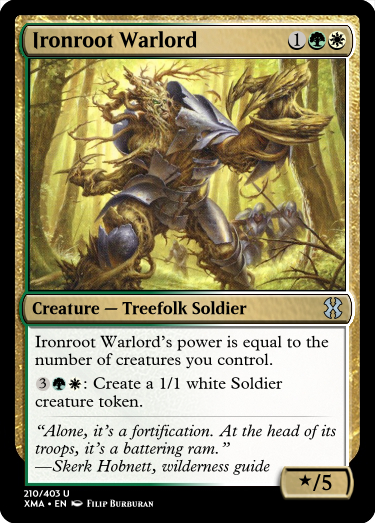 Ironroot Warlord 1
Creature — Treefolk Soldier
Ironroot Warlord's power is equal to the
number of creatures you control.
3: Create a 1/1 white Soldier
creature token.
“Alone, it's a fortification. At the head of its
troops, it's a battering ram.”
—Skerk Hobnett, wilderness guide
★/5
210/403 U
XMA • EN Filip Burburan